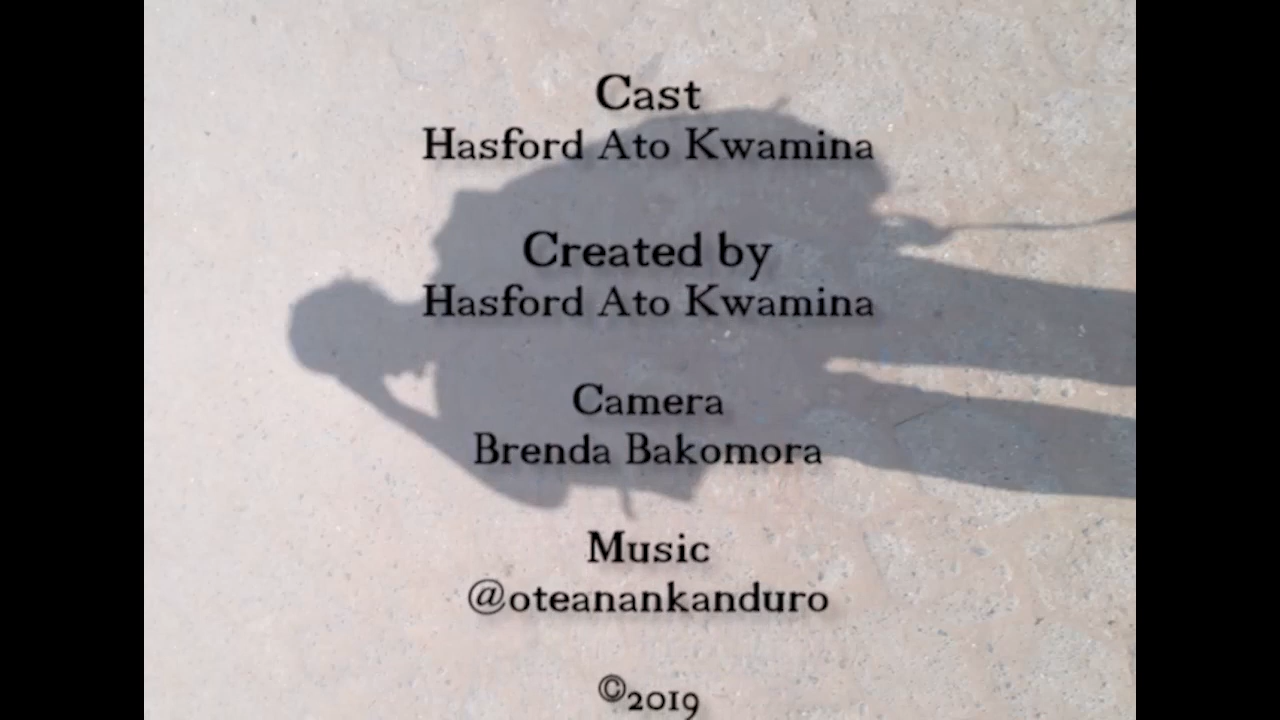 Cast
Hasford Ato Kwamina
Created by
Hasford Ato Kwamina
Camera
Brenda Bakomora
Music
@oteanankanduro
©2019